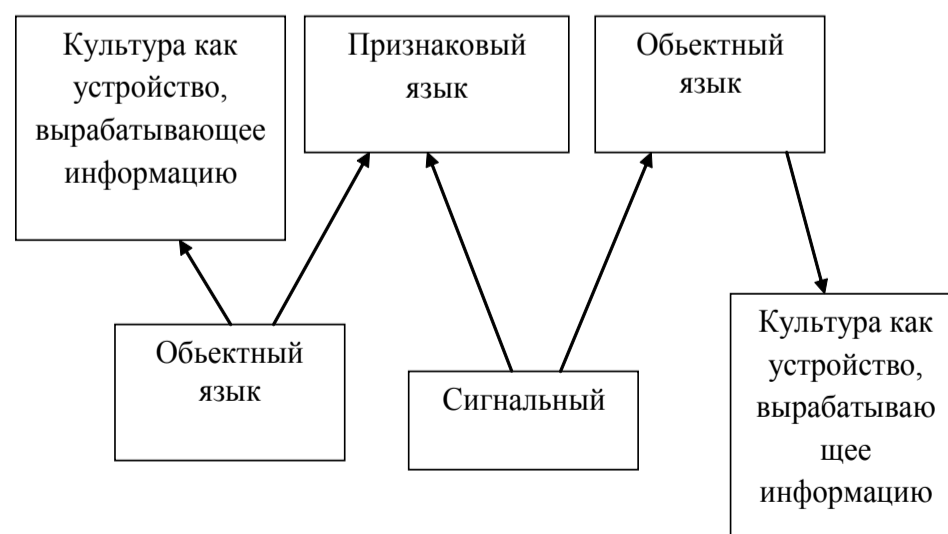 Культура как
устройство,
вырабатывающее
информацию
Признаковый
язык
Обьектный
язык
Обьектный
язык
Сигнальный
Культура как
устройство,
вырабатываю
щее
информацию